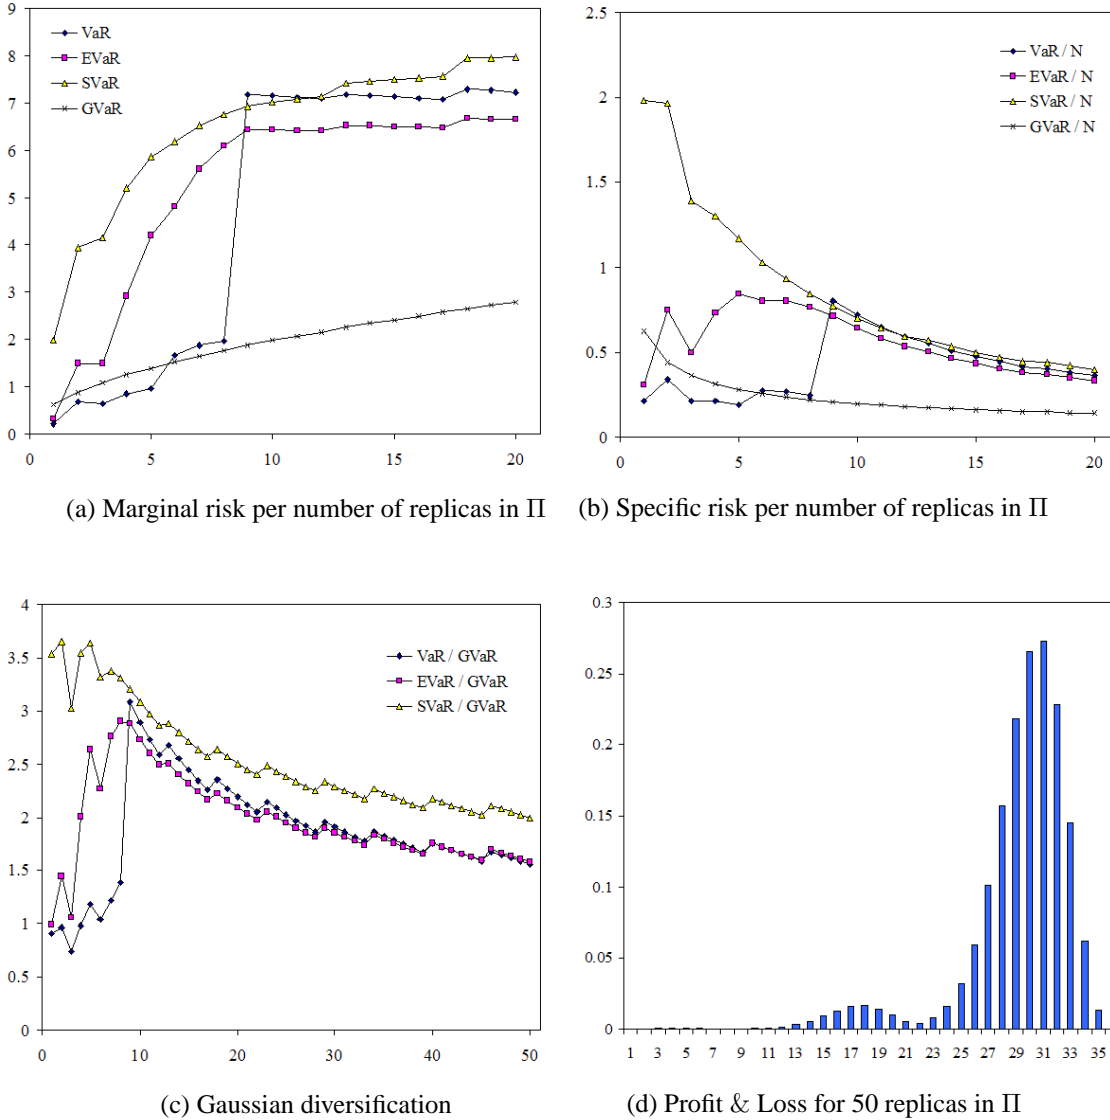 9
8
7
6
5
4
3
2
1
0
0 5 10 15 20
VaR
EVaR
SVaR
GVaR
(a) Marginal risk per number of replicas in Π
2.5
2
1.5
1
0.5
0
0 5 10 15 20
VaR / N
EVaR / N
SVaR / N
GVaR / N
(b) Specific risk per number of replicas in Π
4
3.5
3
2.5
2
1.5
1
0.5
0
0 10 20 30 40 50
VaR / GVaR
EVaR / GVaR
SVaR / GVaR
(c) Gaussian diversification
0.3
0.25
0.2
0.15
0.1
0.05
0
1 3 5 7 9 11 13 15 17 19 21 23 25 27 29 31 33 35
(d) Profit & Loss for 50 replicas in Π